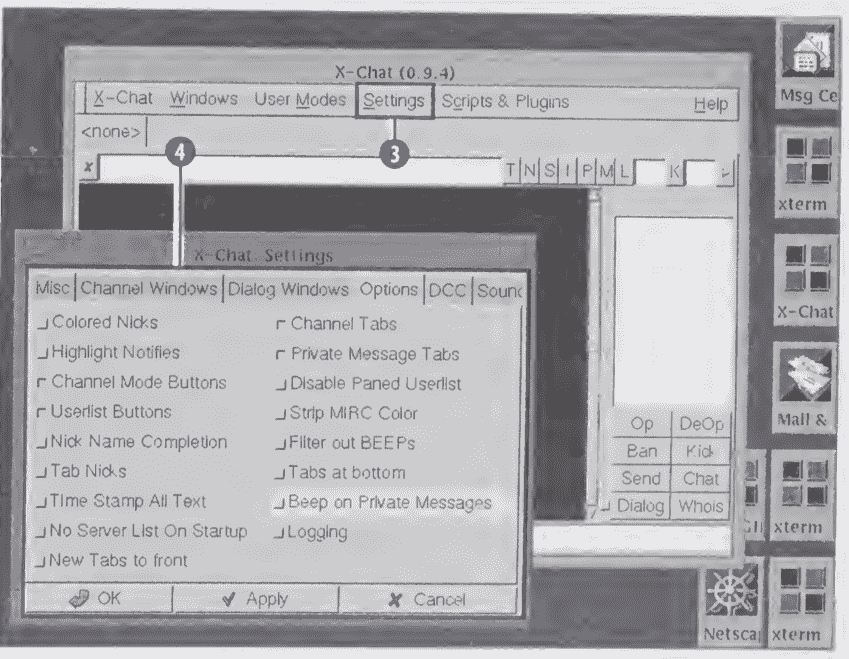 X-Chat (0.9.4)
X-Chat Windows User Modes Settings Scripts & Plugins Help
<none>
4
3
x
T N S I P M L K
X-Chat: Settings
Misc Channel Windows Dialog Windows Options DCC Sound
Colored Nicks
Channel Tabs
Highlight Notifies
Private Message Tabs
Channel Mode Buttons
Disable Paned Userlist
Userlist Buttons
Strip MIRC Color
Nick Name Completion
Filter out BEEPs
Tab Nicks
Tabs at bottom
Time Stamp All Text
Beep on Private Messages
No Server List On Startup
Logging
New Tabs to front
OK Apply Cancel
Op DeOp
Ban Kick
Send Chat
Dialog Whois
Msg Ce
xterm
X-Chat
Mail &
xterm
Netscap
xterm